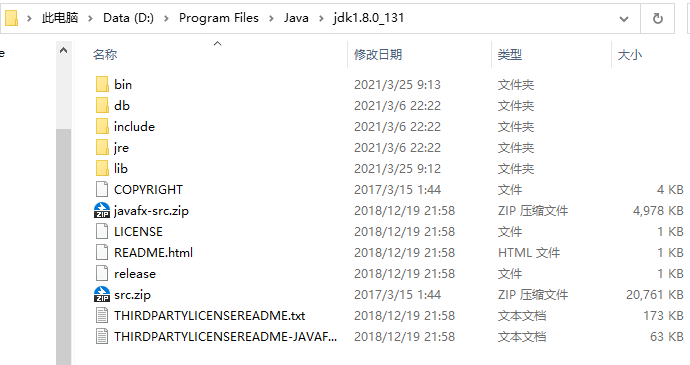 此电脑 > Data (D:) > Program Files > Java > jdk1.8.0_131
名称 修改日期 类型 大小
bin 2021/3/25 9:13 文件夹
db 2021/3/6 22:22 文件夹
include 2021/3/6 22:22 文件夹
jre 2021/3/6 22:22 文件夹
lib 2021/3/25 9:12 文件夹
COPYRIGHT 2017/3/15 1:44 文件 4 KB
javafx-src.zip 2018/12/19 21:58 ZIP 压缩文件 4,978 KB
LICENSE 2018/12/19 21:58 文件 1 KB
README.html 2018/12/19 21:58 HTML 文件 1 KB
release 2018/12/19 21:58 文件 1 KB
src.zip 2017/3/15 1:44 ZIP 压缩文件 20,761 KB
THIRDPARTYLICENSEREADME.txt 2018/12/19 21:58 文本文档 173 KB
THIRDPARTYLICENSEREADME-JAVAF... 2018/12/19 21:58 文本文档 63 KB